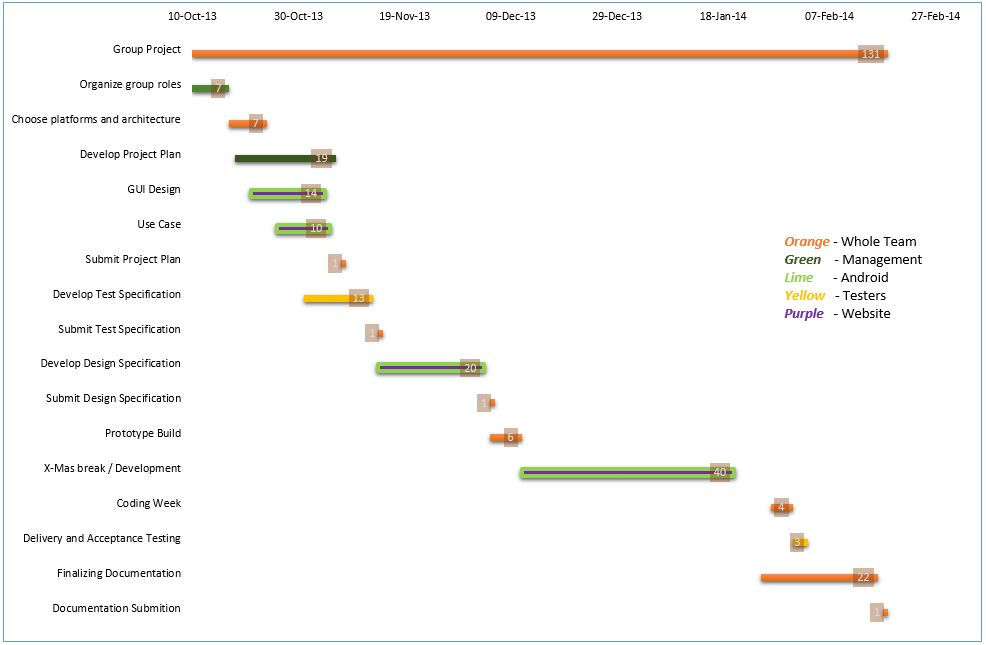 10-Oct-13 30-Oct-13 19-Nov-13 09-Dec-13 29-Dec-13 18-Jan-14 07-Feb-14 27-Feb-14
Group Project 131
Organize group roles 7
Choose platforms and architecture 7
Develop Project Plan 19
GUI Design 14
Use Case 10
Orange - Whole Team
Green - Management
Submit Project Plan 1
Lime - Android
Develop Test Specification 13
Yellow - Testers
Purple - Website
Submit Test Specification 1
Develop Design Specification 20
Submit Design Specification 1
Prototype Build 6
X-Mas break / Development 40
Coding Week 4
Delivery and Acceptance Testing 3
Finalizing Documentation 22
Documentation Submition 1